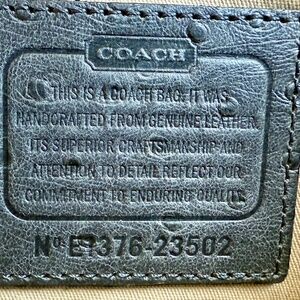 COACH
THIS IS A COACH BAG. IT WAS
HANDCRAFTED FROM GENUINE LEATHER.
ITS SUPERIOR CRAFTSMANSHIP AND
ATTENTION TO DETAIL REFLECT OUR
COMMITMENT TO ENDURING QUALITY.
Nº E1376-23502